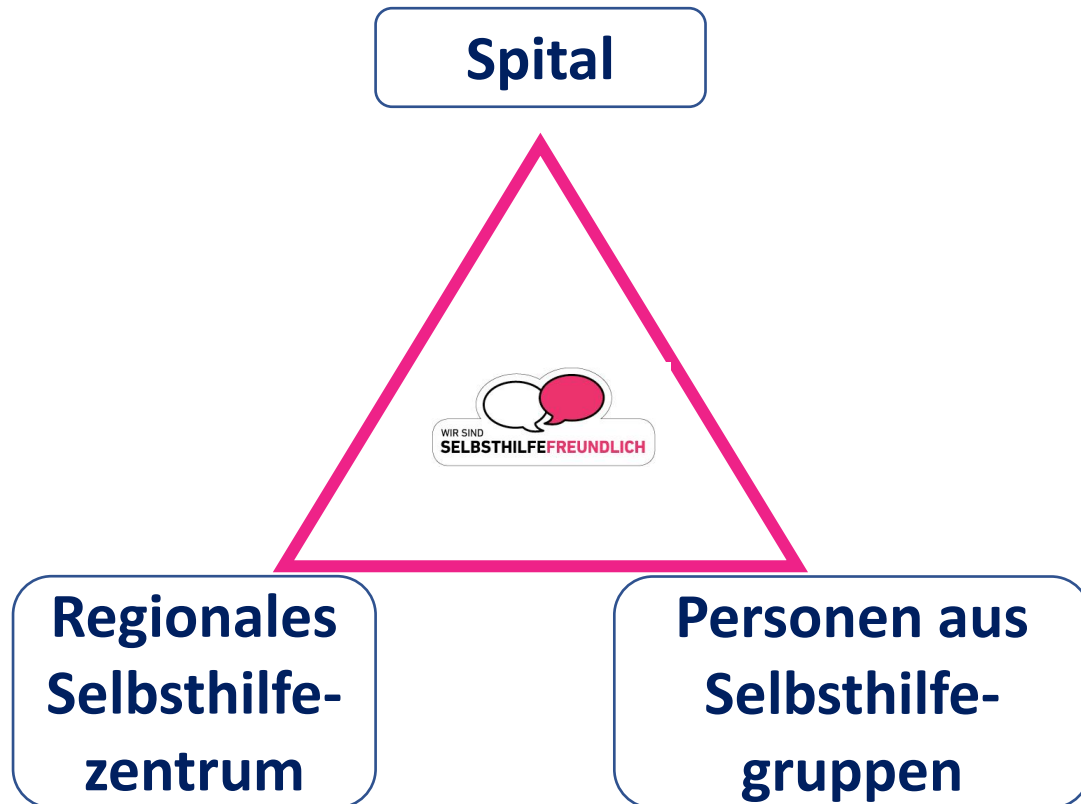 Spital
WIR SIND
SELBSTHILFEFREUNDLICH
Regionales
Selbsthilfe-
zentrum
Personen aus
Selbsthilfe-
gruppen